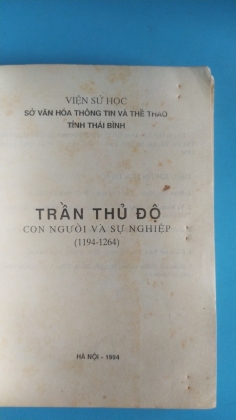 VIỆN SỬ HỌC
SỞ VĂN HÓA THÔNG TIN VÀ THỂ THAO
TỈNH THÁI BÌNH
TRẦN THỦ ĐỘ
CON NGƯỜI VÀ SỰ NGHIỆP
(1194-1264)
HÀ NỘI - 1994